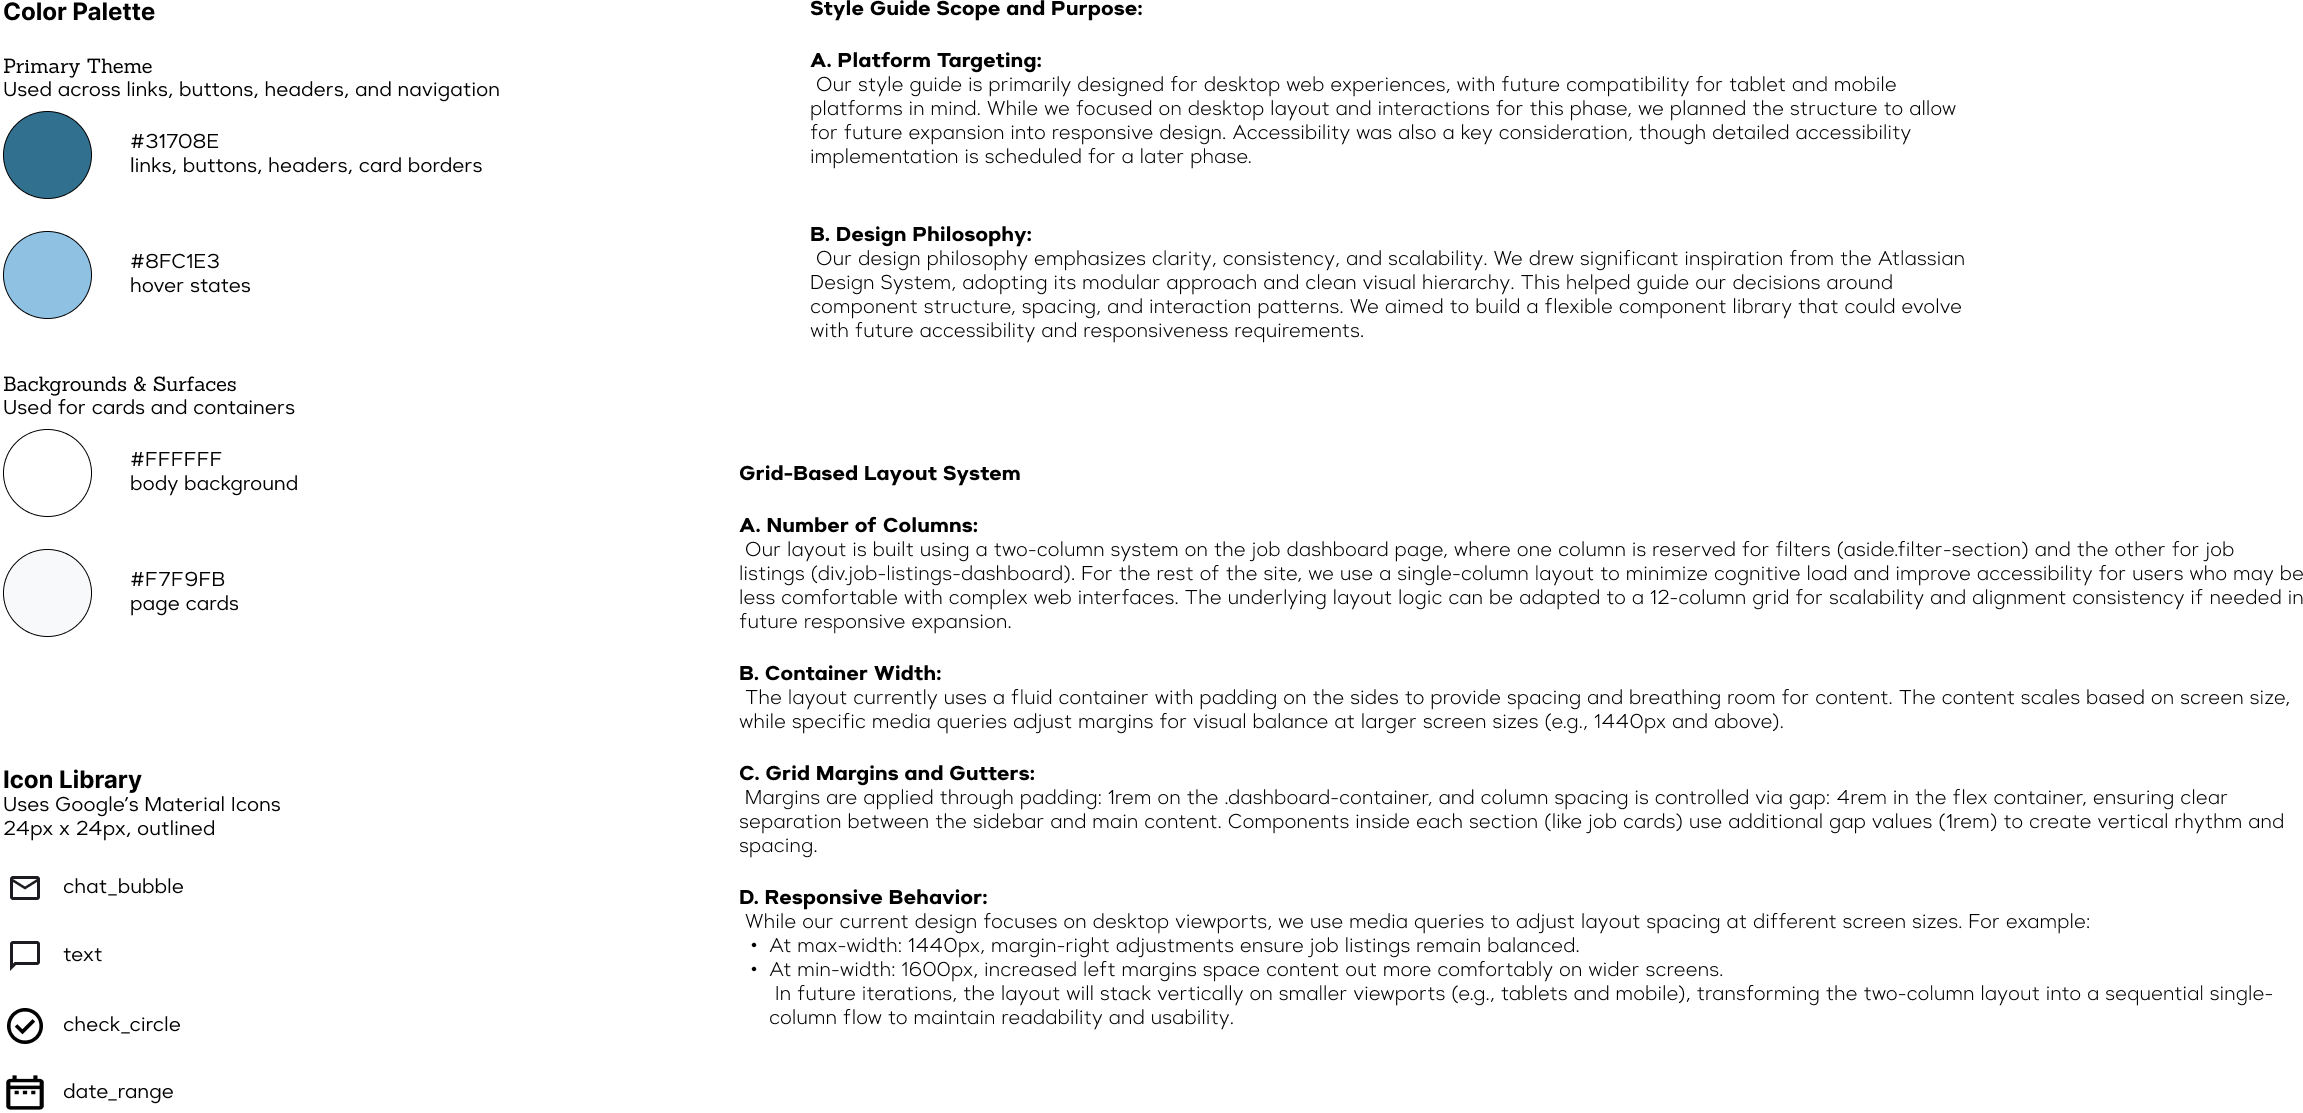 Color Palette
Primary Theme
Used across links, buttons, headers, and navigation
#31708E
links, buttons, headers, card borders
#8FC1E3
hover states
Backgrounds & Surfaces
Used for cards and containers
#FFFFFF
body background
#F7F9FB
page cards
Icon Library
Uses Google's Material Icons
24px x 24px, outlined
chat_bubble
text
check_circle
date_range
Style Guide Scope and Purpose:
A. Platform Targeting:
Our style guide is primarily designed for desktop web experiences, with future compatibility for tablet and mobile
platforms in mind. While we focused on desktop layout and interactions for this phase, we planned the structure to allow
for future expansion into responsive design. Accessibility was also a key consideration, though detailed accessibility
implementation is scheduled for a later phase.
B. Design Philosophy:
Our design philosophy emphasizes clarity, consistency, and scalability. We drew significant inspiration from the Atlassian
Design System, adopting its modular approach and clean visual hierarchy. This helped guide our decisions around
component structure, spacing, and interaction patterns. We aimed to build a flexible component library that could evolve
with future accessibility and responsiveness requirements.
Grid-Based Layout System
A. Number of Columns:
Our layout is built using a two-column system on the job dashboard page, where one column is reserved for filters (aside.filter-section) and the other for job
listings (div.job-listings-dashboard). For the rest of the site, we use a single-column layout to minimize cognitive load and improve accessibility for users who may be
less comfortable with complex web interfaces. The underlying layout logic can be adapted to a 12-column grid for scalability and alignment consistency if needed in
future responsive expansion.
B. Container Width:
The layout currently uses a fluid container with padding on the sides to provide spacing and breathing room for content. The content scales based on screen size,
while specific media queries adjust margins for visual balance at larger screen sizes (e.g., 1440px and above).
C. Grid Margins and Gutters:
Margins are applied through padding: 1rem on the .dashboard-container, and column spacing is controlled via gap: 4rem in the flex container, ensuring clear
separation between the sidebar and main content. Components inside each section (like job cards) use additional gap values (1rem) to create vertical rhythm and
spacing.
D. Responsive Behavior:
While our current design focuses on desktop viewports, we use media queries to adjust layout spacing at different screen sizes. For example:
• At max-width: 1440px, margin-right adjustments ensure job listings remain balanced.
• At min-width: 1600px, increased left margins space content out more comfortably on wider screens.
In future iterations, the layout will stack vertically on smaller viewports (e.g., tablets and mobile), transforming the two-column layout into a sequential single-
column flow to maintain readability and usability.